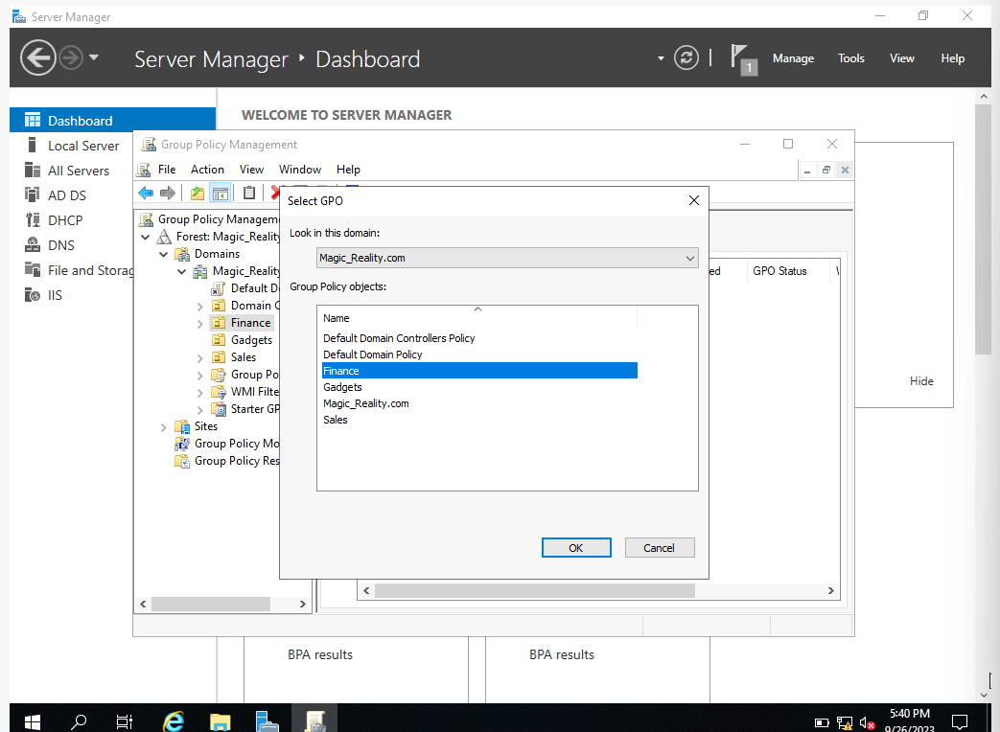 Server Manager
Server Manager ‣ Dashboard
1
Manage
Tools
View
Help
Dashboard
Local Server
All Servers
AD DS
DHCP
DNS
File and Storag
IIS
WELCOME TO SERVER MANAGER
Group Policy Management
File
Action
View
Window
Help
Group Policy Managem
Forest: Magic_Reality
Domains
Magic_Reality
Default D
Domain C
Finance
Gadgets
Sales
Group Po
WMI Filte
Starter GP
Sites
Group Policy Mo
Group Policy Res
Select GPO
Look in this domain:
Magic_Reality.com
Group Policy objects:
Name
Default Domain Controllers Policy
Default Domain Policy
Finance
Gadgets
Magic_Reality.com
Sales
OK
Cancel
ed
GPO Status
Hide
BPA results
BPA results
5:40 PM
9/26/2023